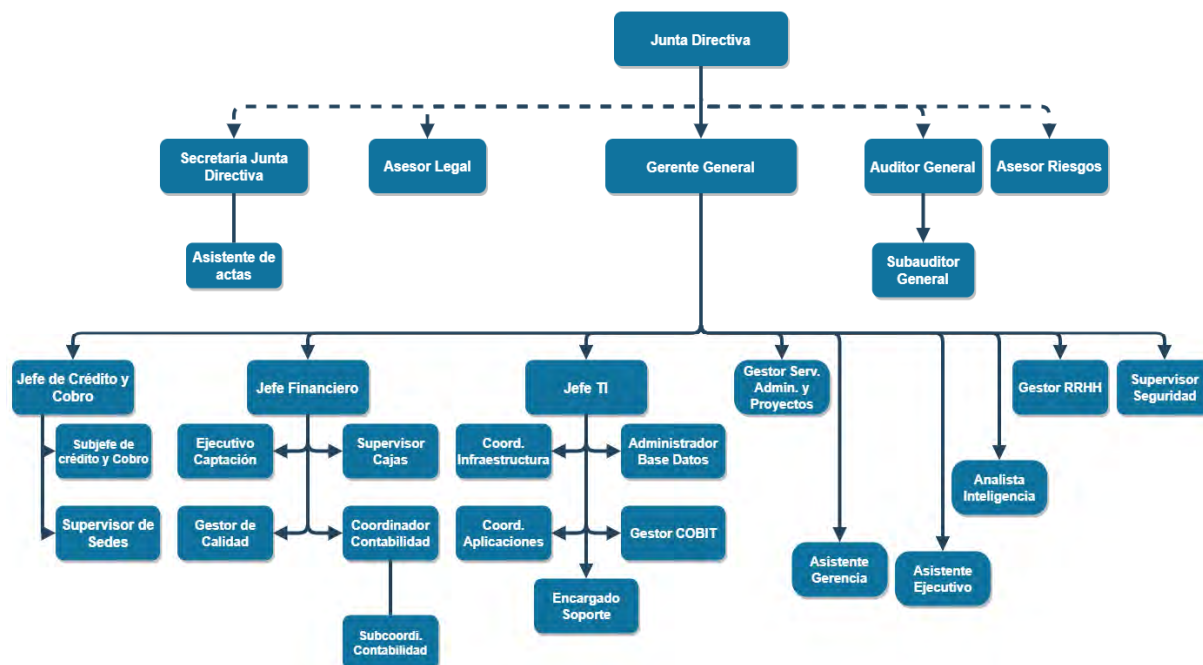 Junta Directiva
Secretaria Junta
Directiva
Asesor Legal
Gerente General
Auditor General
Asesor Riesgos
Asistente de
actas
Subauditor
General
Jefe de Crédito y
Cobro
Jefe Financiero
Jefe TI
Gestor Serv.
Admin. y
Proyectos
Gestor RRHH
Supervisor
Seguridad
Subjefe de
crédito y Cobro
Ejecutivo
Captación
Supervisor
Cajas
Coord.
Infraestructura
Administrador
Base Datos
Analista
Inteligencia
Supervisor de
Sedes
Gestor de
Calidad
Coordinador
Contabilidad
Coord.
Aplicaciones
Gestor COBIT
Asistente
Gerencia
Asistente
Ejecutivo
Encargado
Soporte
Subcoordi.
Contabilidad